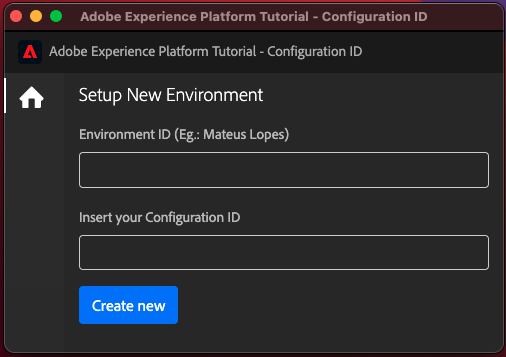 Adobe Experience Platform Tutorial - Configuration ID
Adobe Experience Platform Tutorial - Configuration ID
Setup New Environment
Environment ID (Eg.: Mateus Lopes)
Insert your Configuration ID
Create new